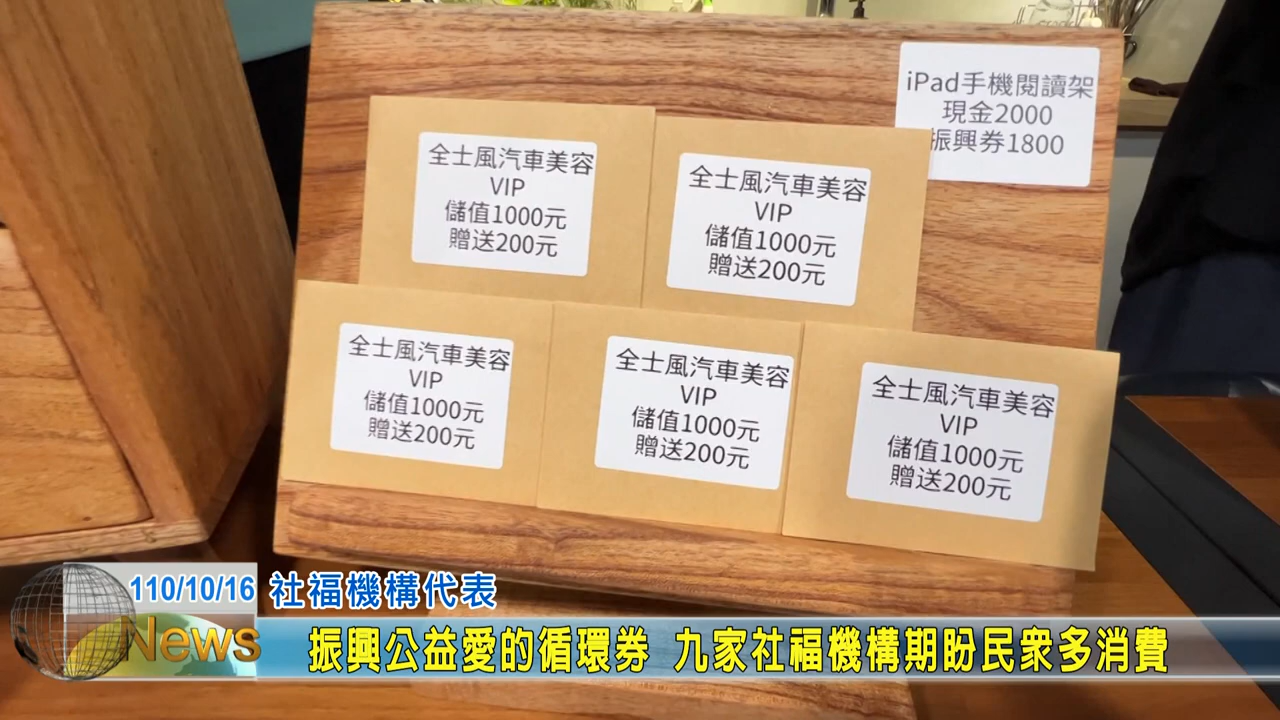 iPad手機閱讀架
現金2000
振興券1800
全士風汽車美容
VIP
儲值1000元
贈送200元
全士風汽車美容
VIP
儲值1000元
贈送200元
全士風汽車美容
VIP
儲值1000元
贈送200元
全士風汽車美容
VIP
儲值1000元
贈送200元
全士風汽車美容
VIP
儲值1000元
贈送200元
110/10/16 社福機構代表
News
振興公益愛的循環券 九家社福機構期盼民眾多消費